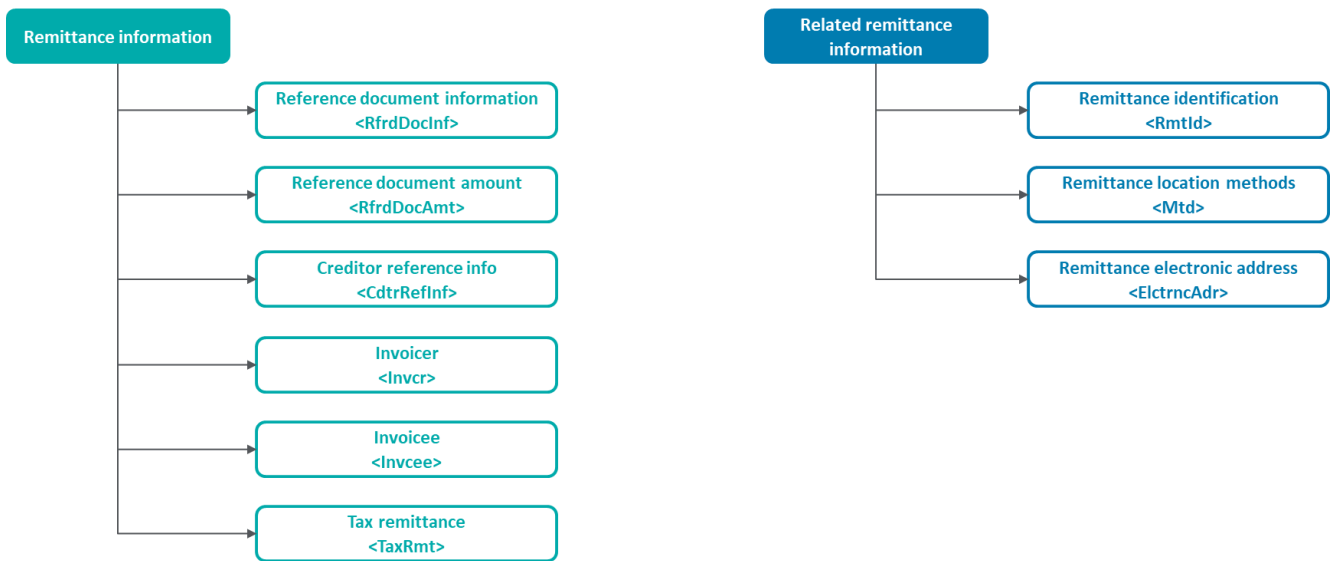 Remittance information
Reference document information
<RfrdDocInf>
Reference document amount
<RfrdDocAmt>
Creditor reference info
<CdtrRefInf>
Invoicer
<Invcr>
Invoicee
<Invcee>
Tax remittance
<TaxRmt>
Related remittance
information
Remittance identification
<RmtId>
Remittance location methods
<Mtd>
Remittance electronic address
<ElctrncAdr>